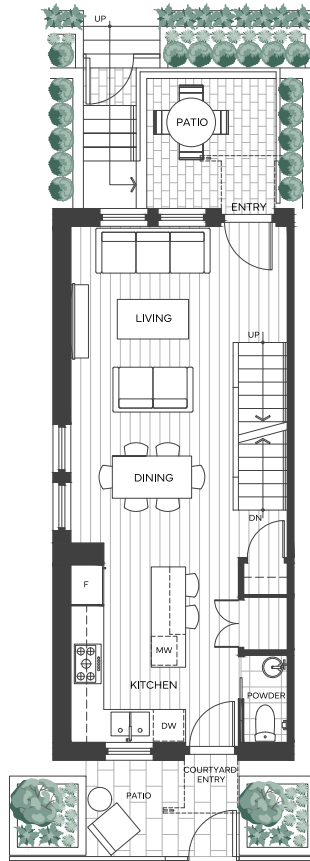 UP
PATIO
ENTRY
LIVING
UP
DINING
DN
F
MW
KITCHEN
POWDER
DW
COURTYARD
ENTRY
PATIO